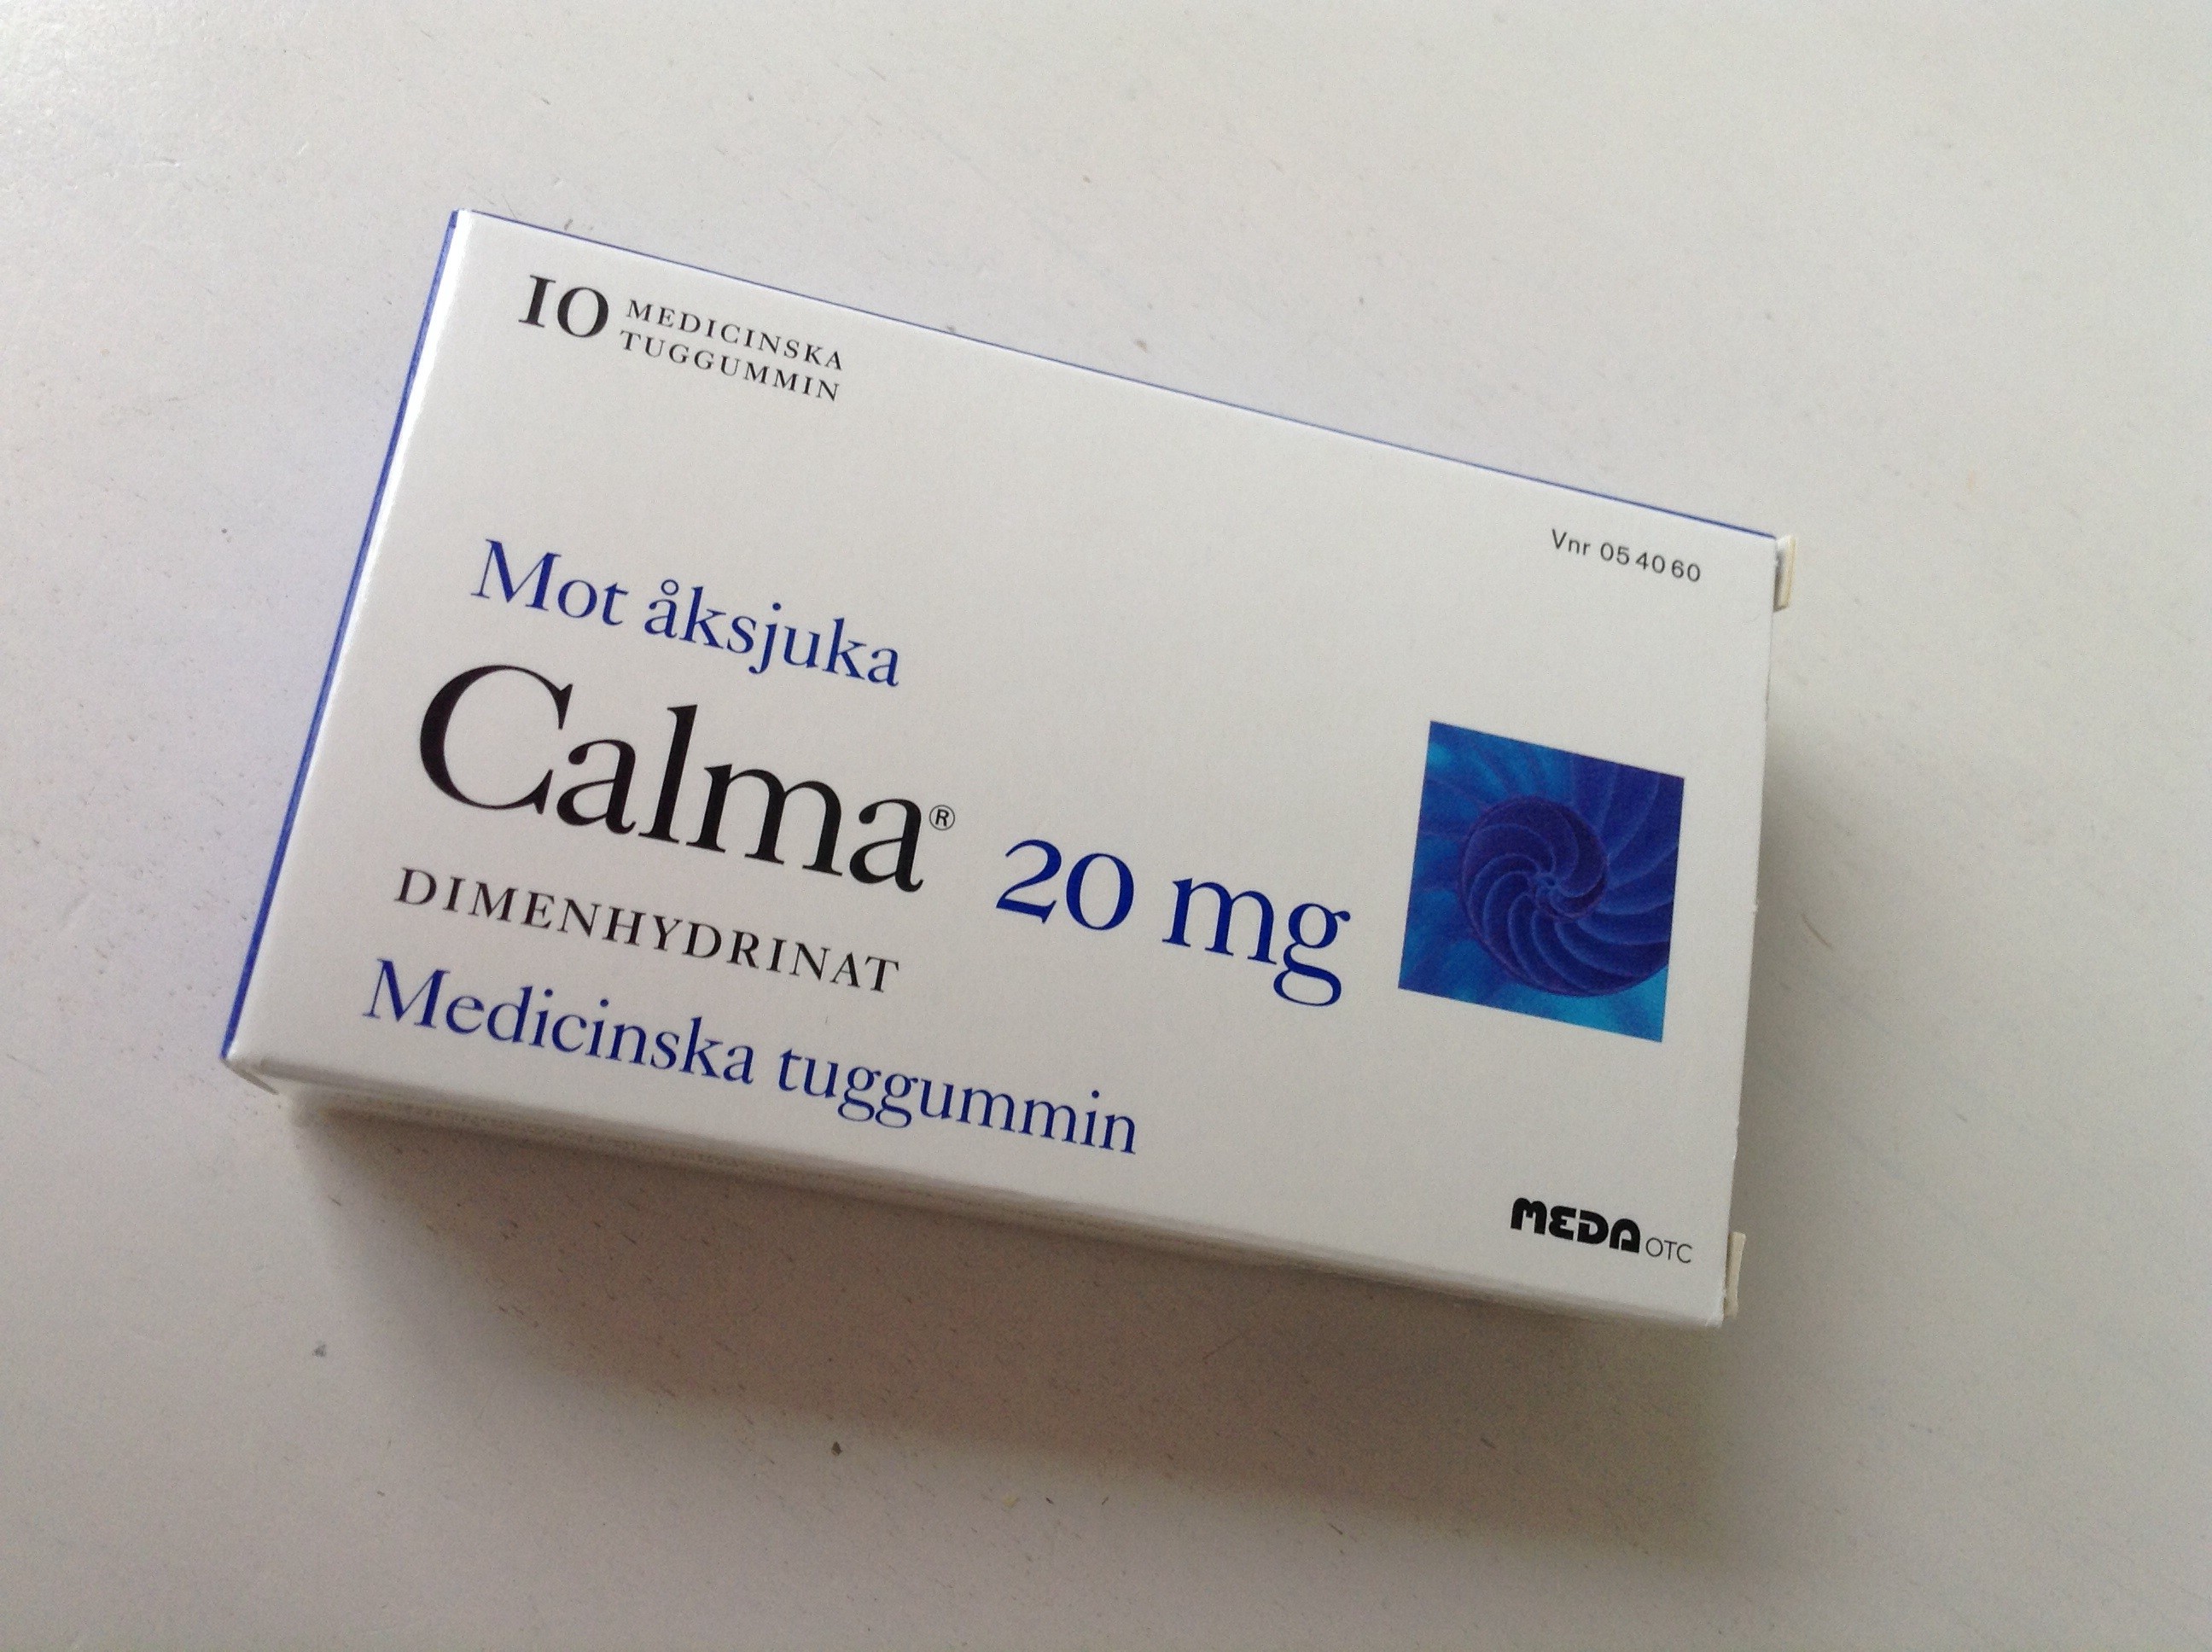 10 MEDICINSKA
TUGGUMMIN
Vnr 05 40 60
Mot åksjuka
Calma® 20 mg
DIMENHYDRINAT
Medicinska tuggummin
MEDA OTC